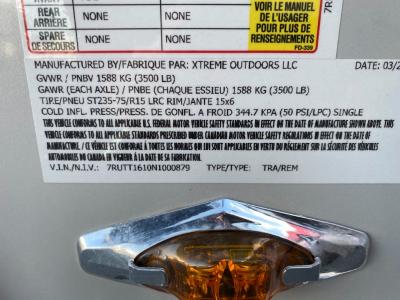 REAR
ARRIÈRE
NONE NONE
SPARE
DE SECOURS
NONE NONE
VOIR LE MANUEL
DE L'USAGER
POUR PLUS DE
RENSEIGNEMENTS
PD-339
7R
MANUFACTURED BY/FABRIQUE PAR: XTREME OUTDOORS LLC DATE: 03/2
GVWR / PNBV 1588 KG (3500 LB)
GAWR (EACH AXLE) / PNBE (CHAQUE ESSIEU) 1588 KG (3500 LB)
TIRE/PNEU ST235-75/R15 LRC RIM/JANTE 15x6
COLD INFL. PRESS/PRESS. DE GONFL. A FROID 344.7 KPA (50 PSI/LPC) SINGLE
THIS VEHICLE CONFORMS TO ALL APPLICABLE U.S. FEDERAL MOTOR VEHICLE SAFETY STANDARDS IN EFFECT ON THE DATE OF MANUFACTURE SHOWN ABOVE. THIS
VEHICLE CONFORMS TO ALL APPLICABLE STANDARDS PRESCRIBED UNDER THE CANADIAN MOTOR VEHICLE SAFETY REGULATIONS IN EFFECT ON THE DATE OF
MANUFACTURE / CE VÉHICULE EST CONFORME À TOUTES LES NORMES QUI LUI SONT APPLICABLES EN VERTU DU RÈGLEMENT SUR LA SÉCURITÉ DES VÉHICULES
AUTOMOBILES DU CANADA EN VIGUEUR À LA DATE DE SA FABRICATION.
V.I.N./N.I.V.: 7RUTT1610N1000879 TYPE/TYPE: TRA/REM